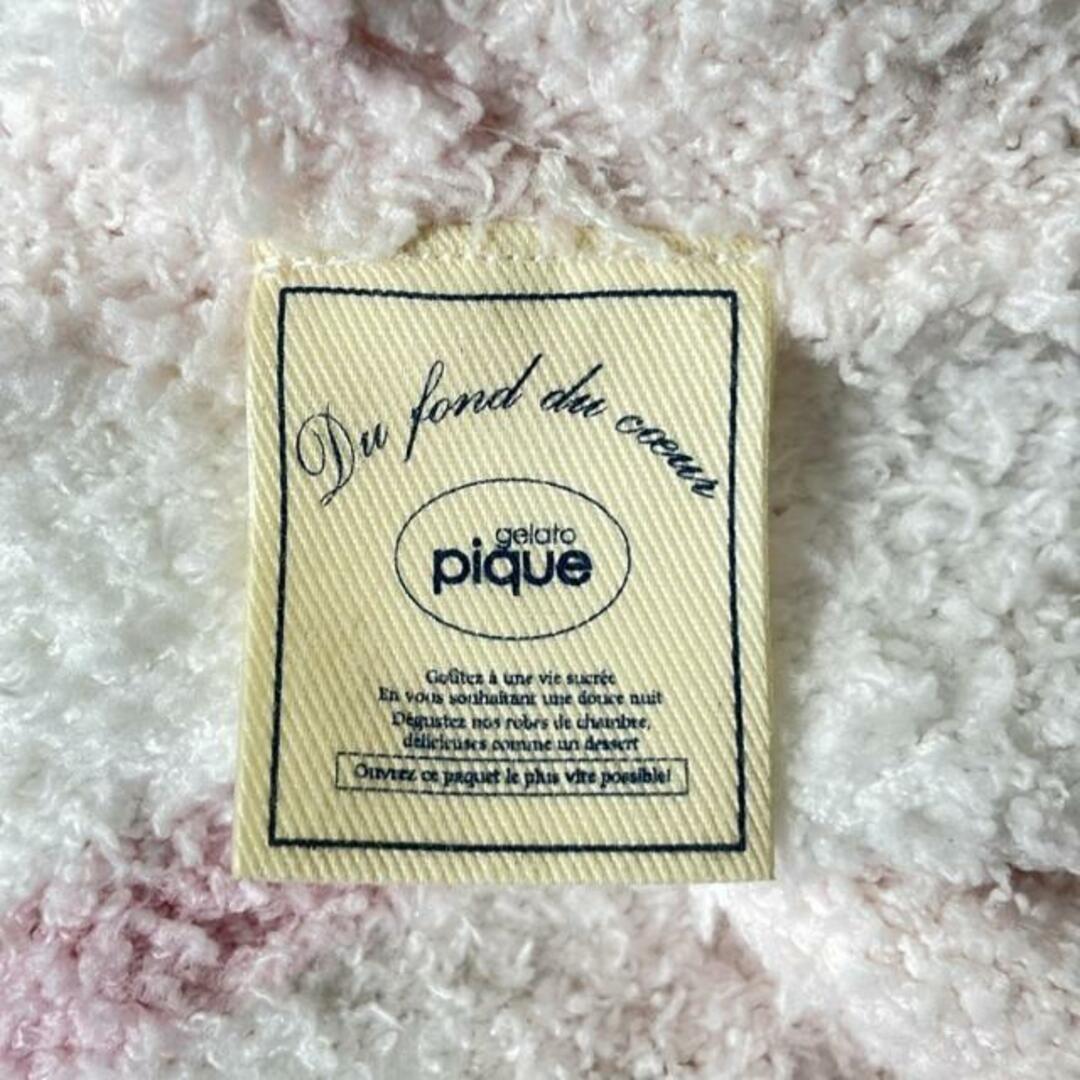 Du fond du cœur
gelato
pique
Goûtez à une vie sucrée
En vous souhaitant une douce nuit
Dégustez nos robes de chambre,
délicieuses comme un dessert
Ouvrez ce paquet le plus vite possible!